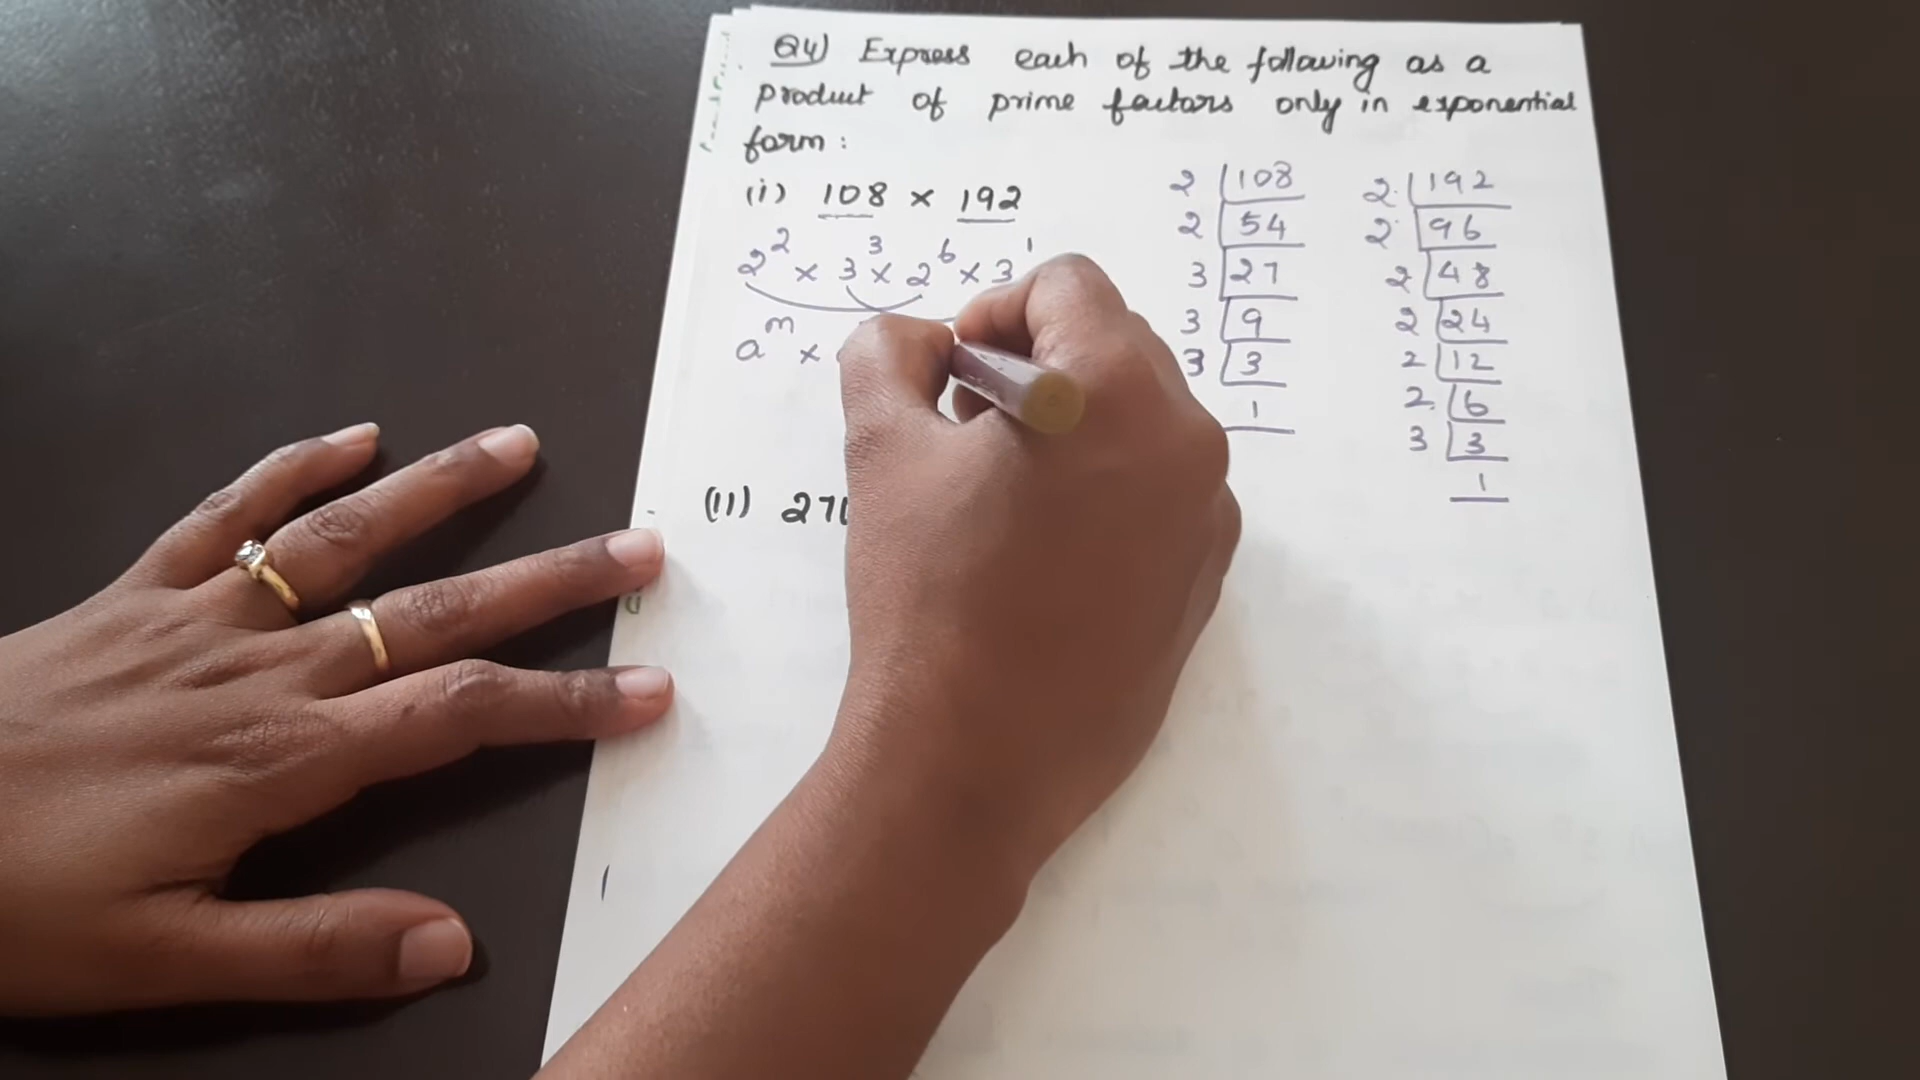 Q4) Express each of the following as a
product of prime factors only in exponential
form :
(i) 108 × 192
2² × 3³ × 2⁶ × 3¹
aᵐ ×
(ii) 270
2 108
2 54
3 27
3 9
3 3
1
2 192
2 96
2 48
2 24
2 12
2 6
3 3
1